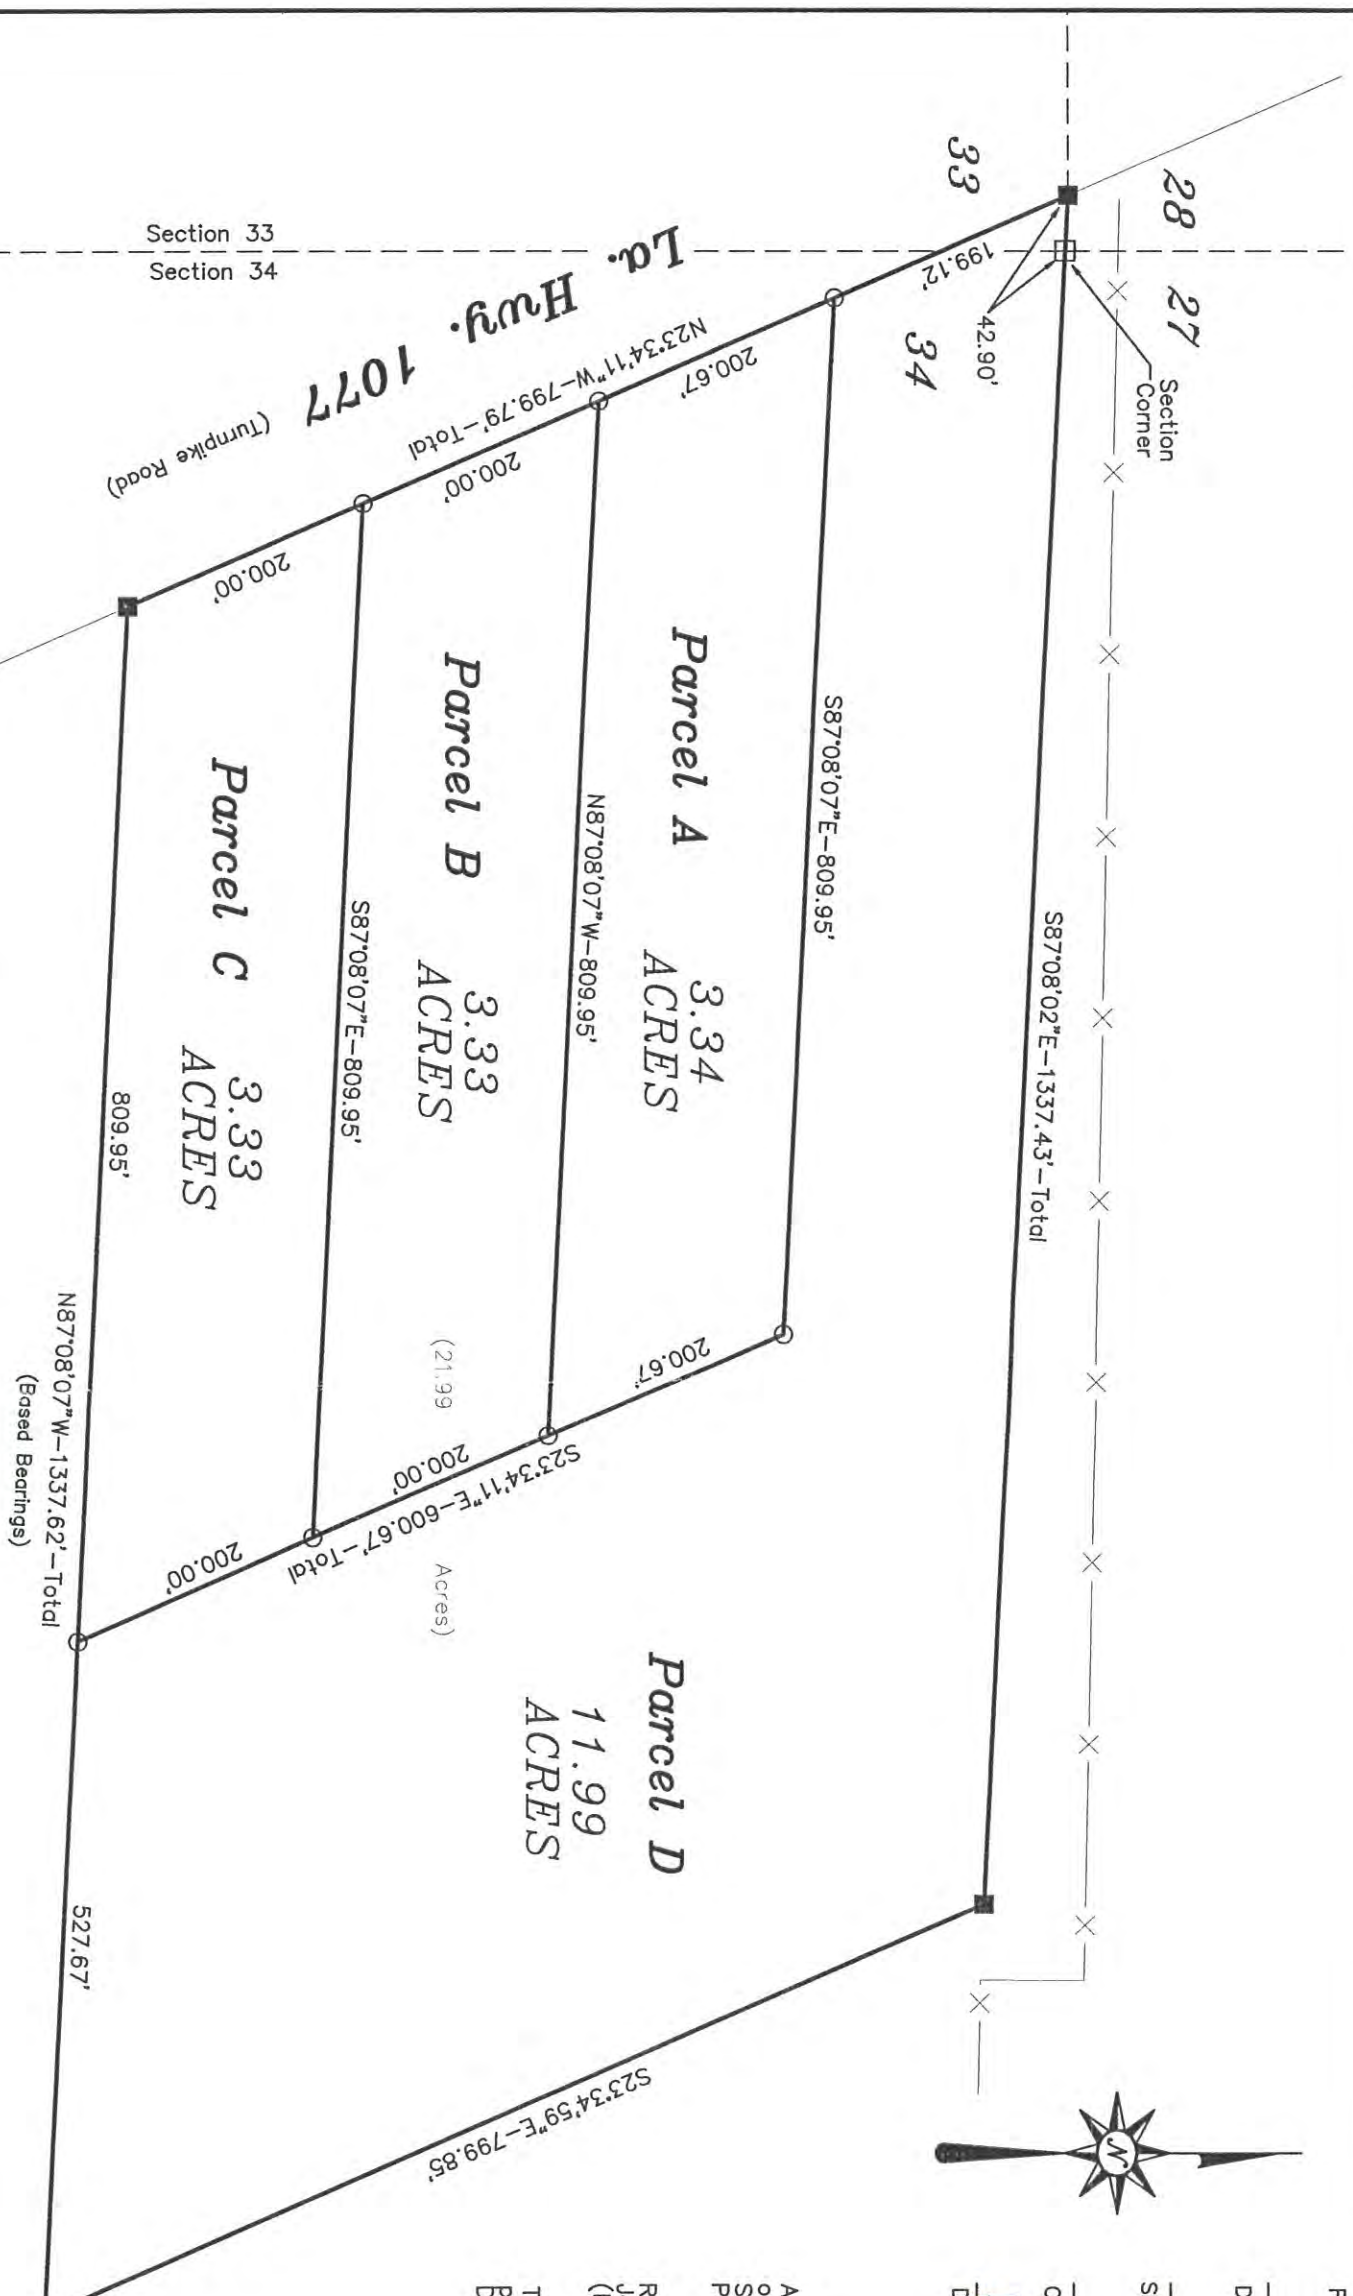 28
27
33
34
Section
Corner
42.90'
199.12'
S87°08'02"E-1337.43'-Total
Section 33
Section 34
La. Hwy. 1077
(Turnpike Road)
N23°34'11"W-799.79'-Total
200.67'
200.00'
200.00'
S87°08'07"E-809.95'
Parcel A
3.34
ACRES
N87°08'07"W-809.95'
Parcel B
3.33
ACRES
S87°08'07"E-809.95'
Parcel C
3.33
ACRES
809.95'
N87°08'07"W-1337.62'-Total
(Based Bearings)
200.67'
200.00'
200.00'
S23°34'11"E-600.67'-Total
(21.99 Acres)
Parcel D
11.99
ACRES
527.67'
S23°34'59"E-799.85'
N